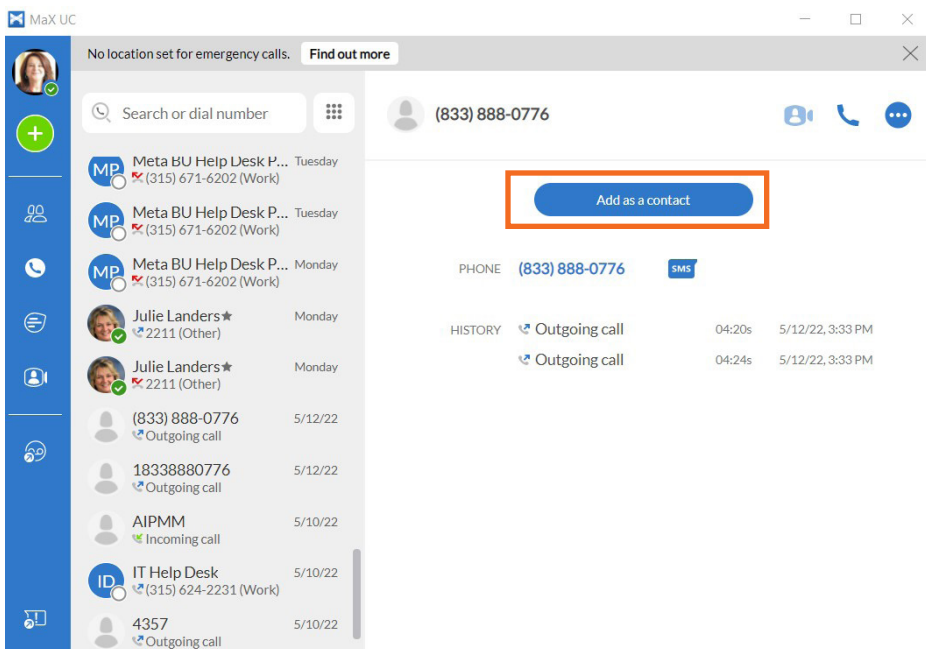 MaX UC
No location set for emergency calls. Find out more
Search or dial number
MP Meta BU Help Desk P... Tuesday
(315) 671-6202 (Work)
MP Meta BU Help Desk P... Tuesday
(315) 671-6202 (Work)
MP Meta BU Help Desk P... Monday
(315) 671-6202 (Work)
Julie Landers★ Monday
2211 (Other)
Julie Landers★ Monday
2211 (Other)
(833) 888-0776 5/12/22
Outgoing call
18338880776 5/12/22
Outgoing call
AIPMM 5/10/22
Incoming call
ID IT Help Desk 5/10/22
(315) 624-2231 (Work)
4357 5/10/22
Outgoing call
(833) 888-0776
Add as a contact
PHONE (833) 888-0776 SMS
HISTORY Outgoing call 04:20s 5/12/22, 3:33 PM
Outgoing call 04:24s 5/12/22, 3:33 PM